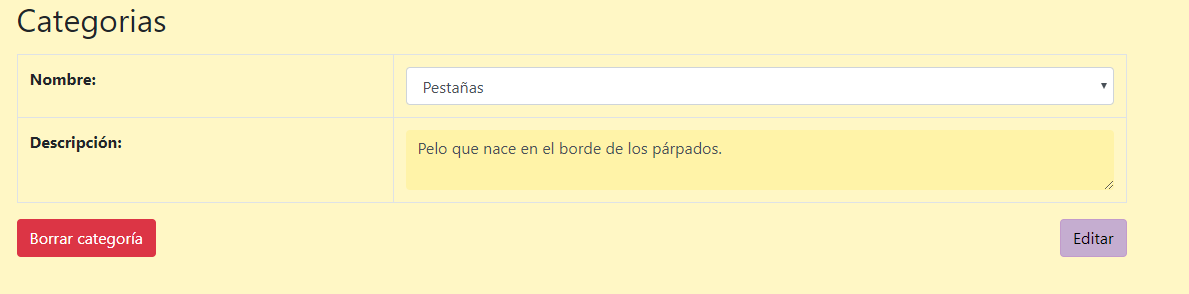 Categorias
Nombre:
Pestañas
Descripción:
Pelo que nace en el borde de los párpados.
Borrar categoría
Editar